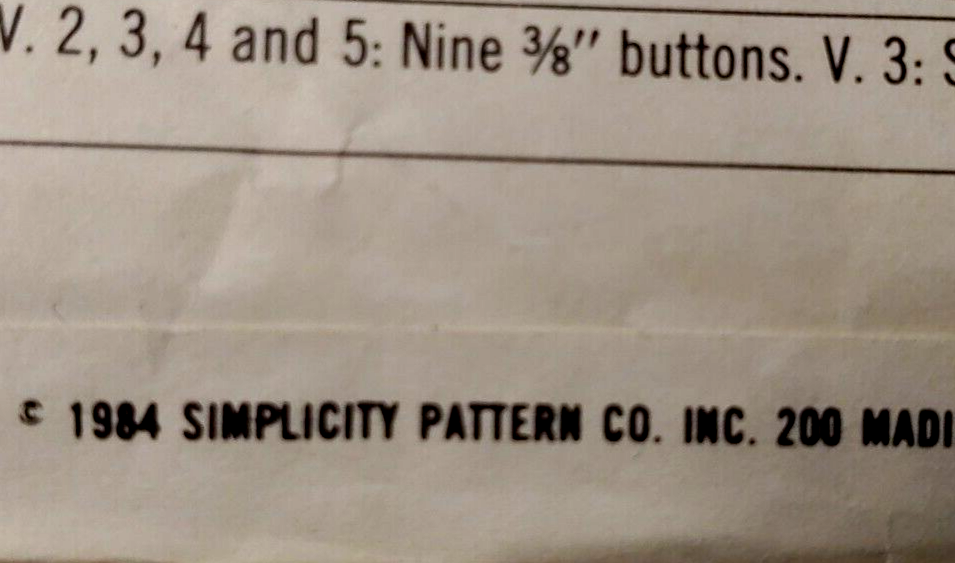 V. 2, 3, 4 and 5: Nine ⅜″ buttons. V. 3: S
© 1984 SIMPLICITY PATTERN CO. INC. 200 MADI